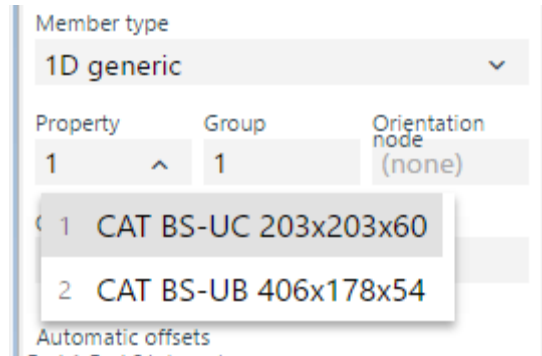 Member type
1D generic
Property Group Orientation node
1 1 (none)
1 CAT BS-UC 203x203x60
2 CAT BS-UB 406x178x54
Automatic offsets